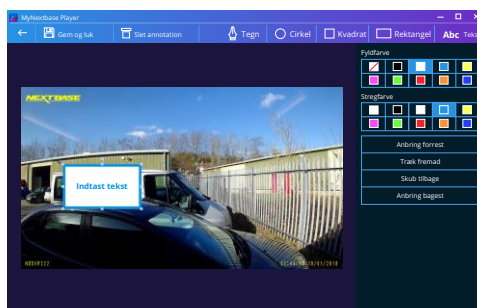 MyNextbase Player
Gem og luk
Slet annotation
Tegn
Cirkel
Kvadrat
Rektangel
Abc Teks
Fyldfarve
Stregfarve
Anbring forrest
Træk fremad
Skub tilbage
Anbring bagest
NEXTBASE
Indtast tekst